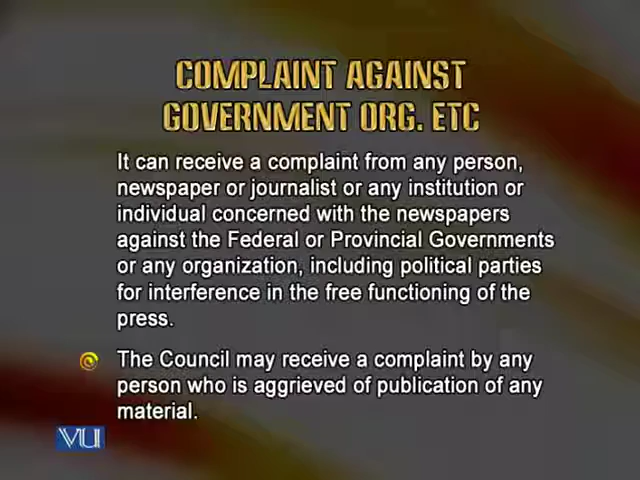 COMPLAINT AGAINST
GOVERNMENT ORG. ETC
It can receive a complaint from any person,
newspaper or journalist or any institution or
individual concerned with the newspapers
against the Federal or Provincial Governments
or any organization, including political parties
for interference in the free functioning of the
press.
The Council may receive a complaint by any
person who is aggrieved of publication of any
material.
VU